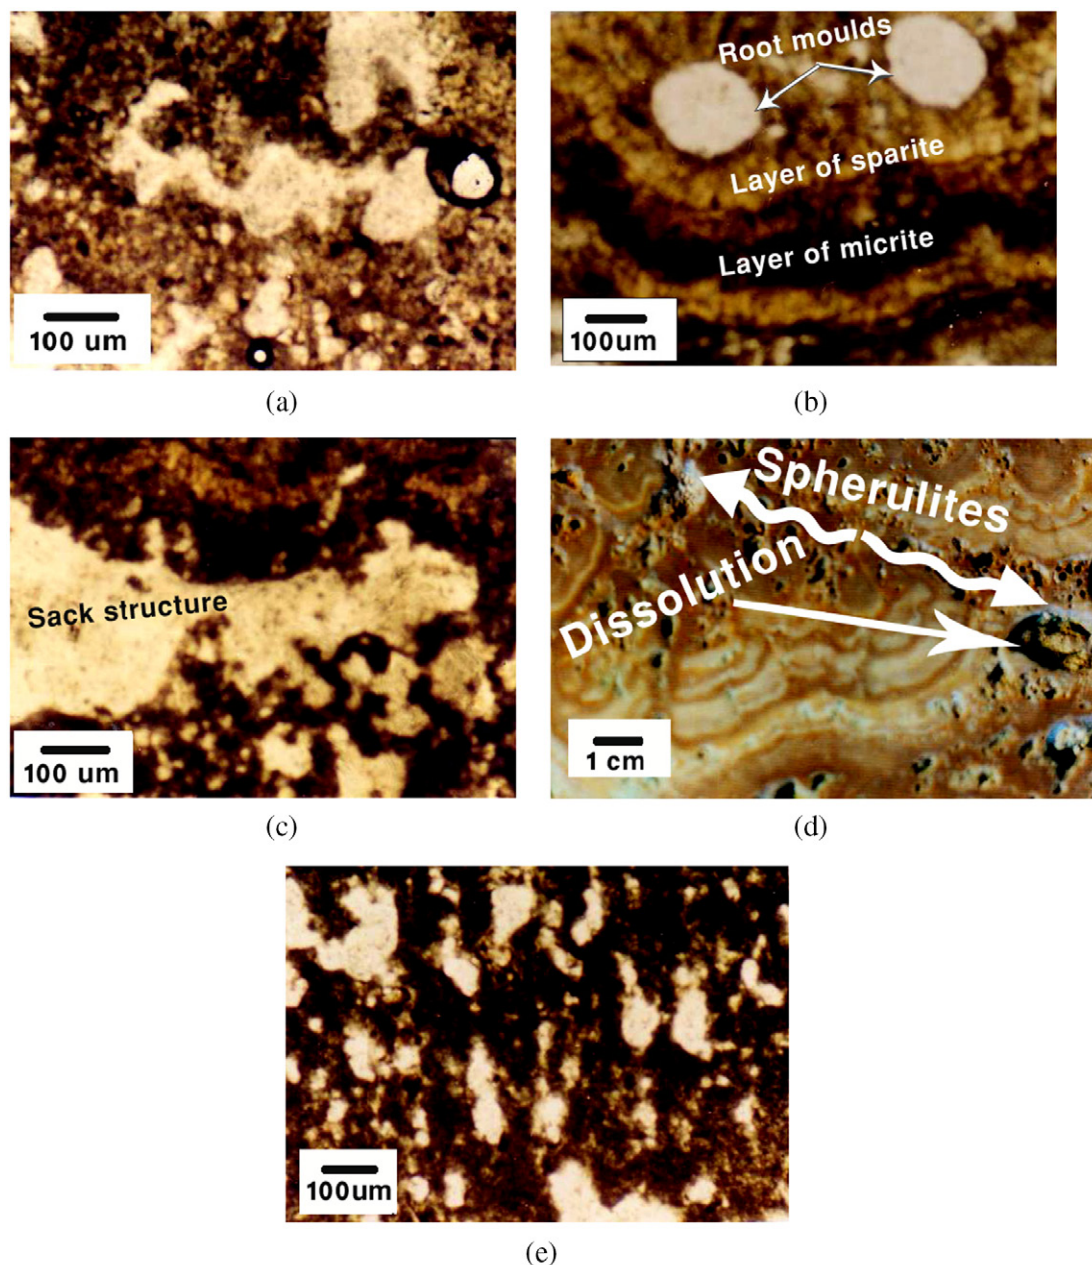 100 um
(a)
Root moulds
Layer of sparite
Layer of micrite
100um
(b)
Sack structure
100 um
(c)
Spherulites
Dissolution
1 cm
(d)
100um
(e)